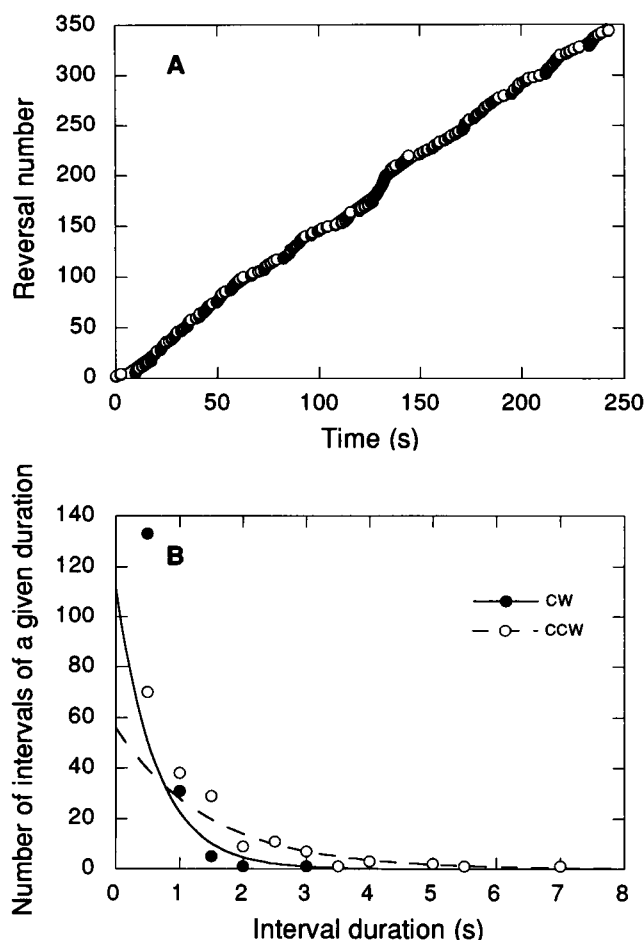 A
350
300
250
200
150
100
50
0
Reversal number
0 50 100 150 200 250
Time (s)
B
140
120
100
80
60
40
20
0
Number of intervals of a given duration
CW
CCW
0 1 2 3 4 5 6 7 8
Interval duration (s)